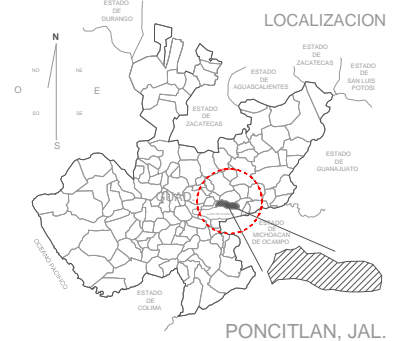 ESTADO
DE
DURANGO
LOCALIZACION
N
NO
NE
O
E
SO
SE
S
ESTADO
DE
ZACATECAS
ESTADO
DE
SAN LUIS
POTOSI
ESTADO
DE
AGUASCALIENTES
ESTADO
DE
ZACATECAS
ESTADO
DE
GUANAJUATO
GUAD.
ESTADO
DE
MICHOACAN
DE OCAMPO
OCEANO PACIFICO
ESTADO
DE
COLIMA
PONCITLAN, JAL.